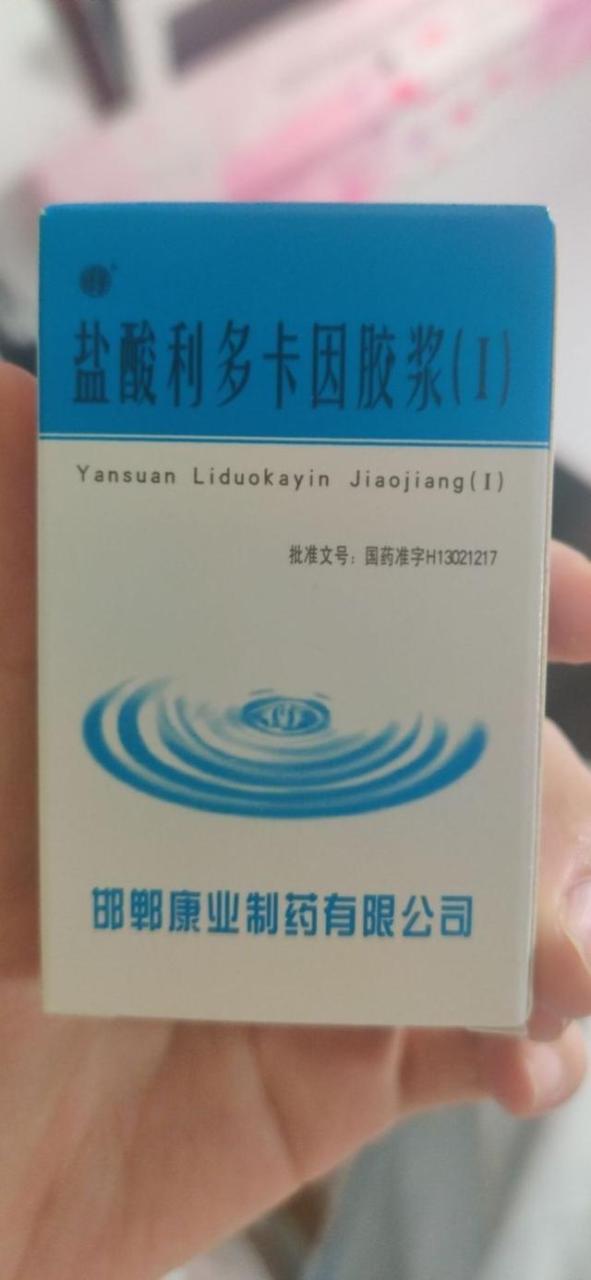 盐酸利多卡因胶浆(I)
Yansuan Liduokayin Jiaojiang(I)
批准文号：国药准字H13021217
邯郸康业制药有限公司